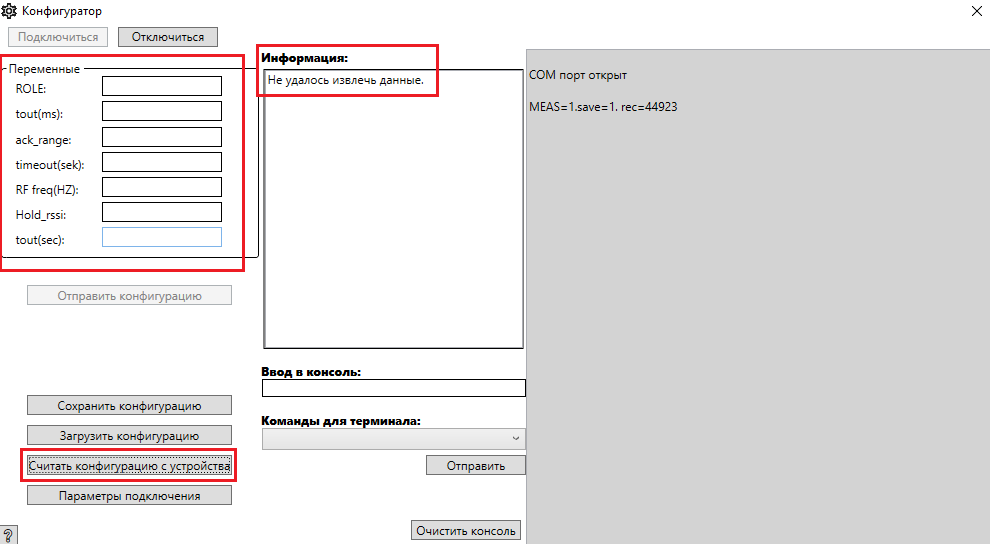 Конфигуратор
Подключиться
Отключиться
Переменные
ROLE:
tout(ms):
ack_range:
timeout(sek):
RF freq(HZ):
Hold_rssi:
tout(sec):
Отправить конфигурацию
Сохранить конфигурацию
Загрузить конфигурацию
Считать конфигурацию с устройства
Параметры подключения
?
Информация:
Не удалось извлечь данные.
Ввод в консоль:
Команды для терминала:
Отправить
Очистить консоль
COM порт открыт
MEAS=1.save=1. rec=44923